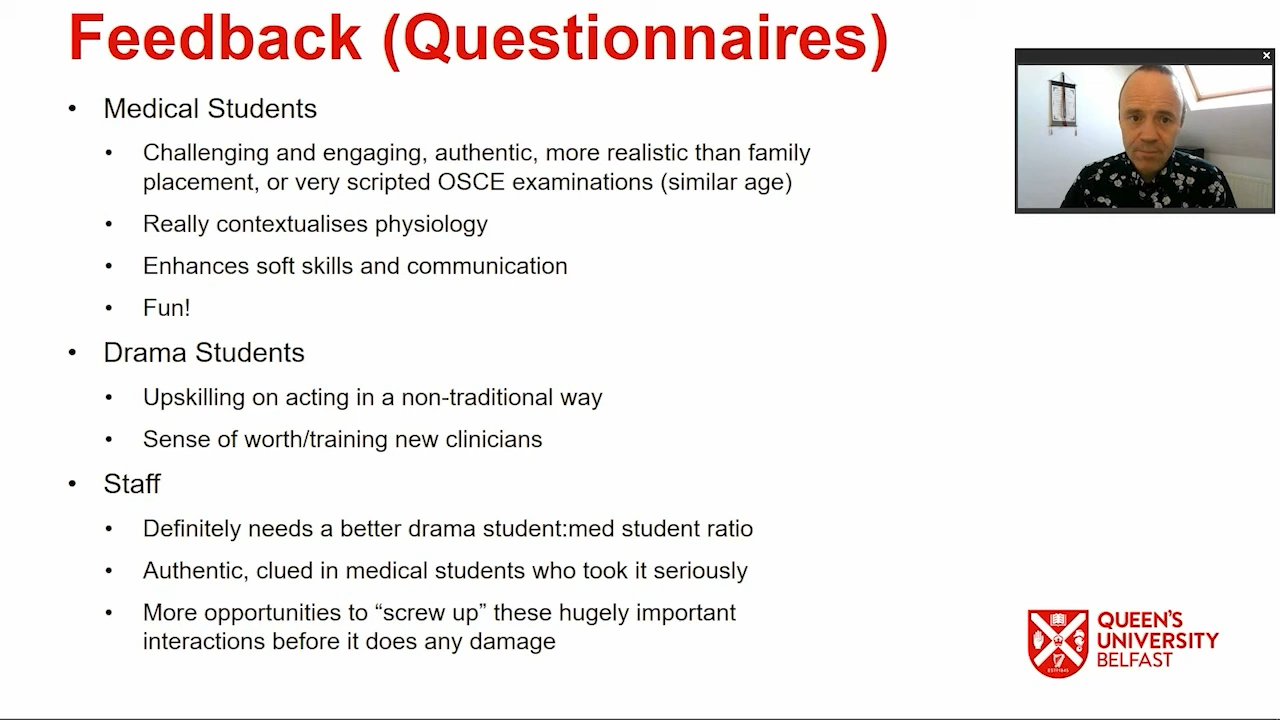 Feedback (Questionnaires)
• Medical Students
• Challenging and engaging, authentic, more realistic than family
placement, or very scripted OSCE examinations (similar age)
• Really contextualises physiology
• Enhances soft skills and communication
• Fun!
• Drama Students
• Upskilling on acting in a non-traditional way
• Sense of worth/training new clinicians
• Staff
• Definitely needs a better drama student:med student ratio
• Authentic, clued in medical students who took it seriously
• More opportunities to “screw up” these hugely important
interactions before it does any damage
QUEEN'S
UNIVERSITY
BELFAST